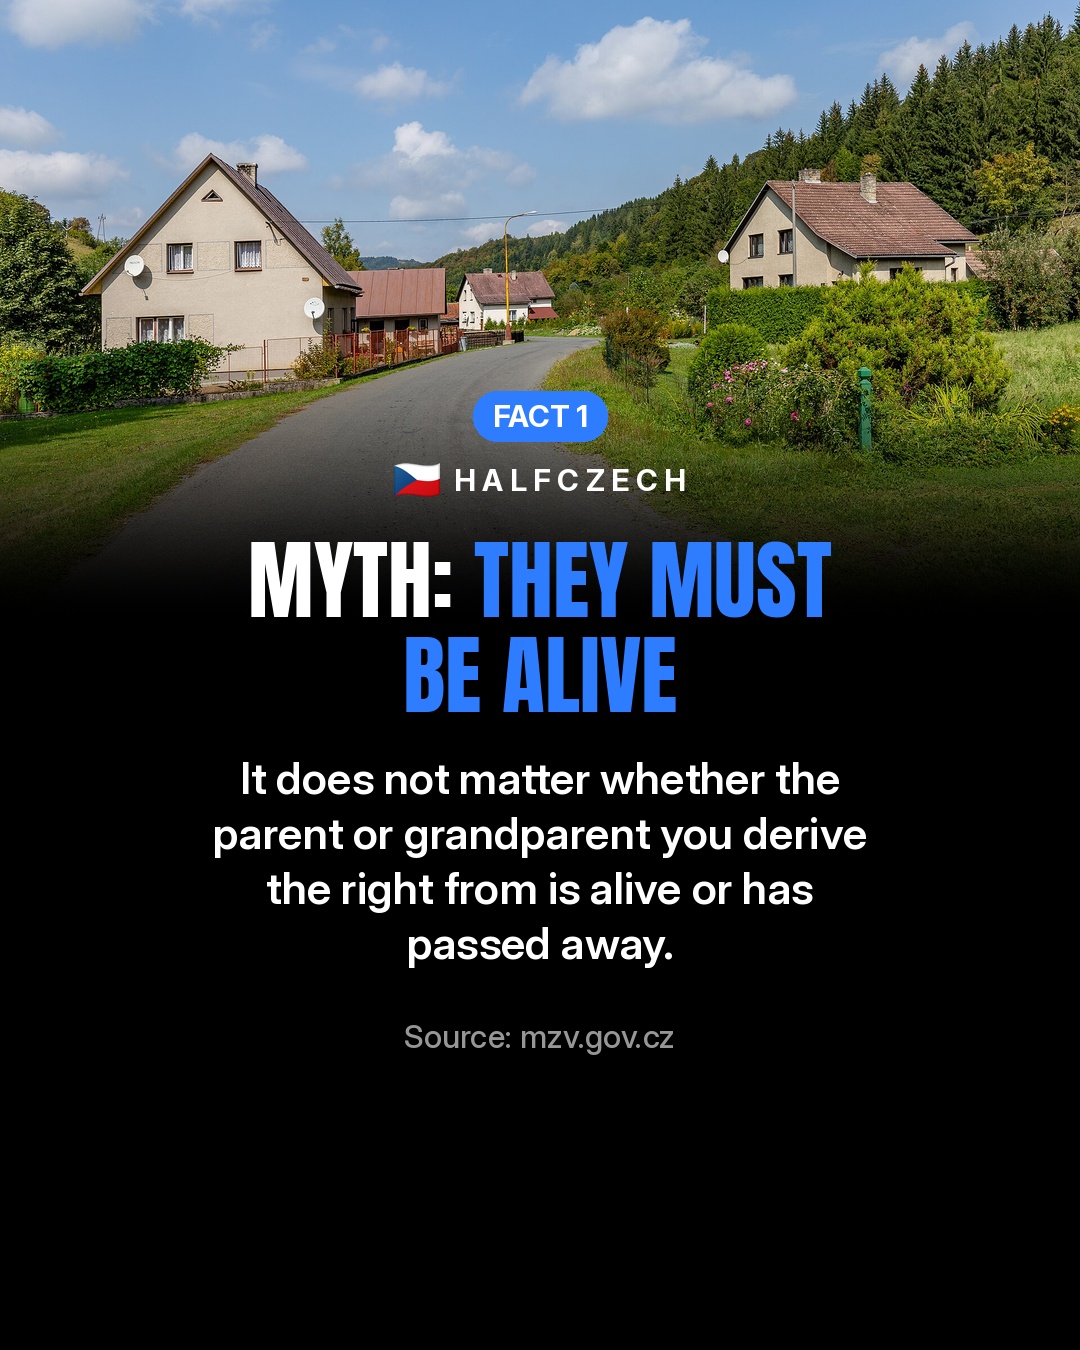 FACT 1
HALFCZECH
MYTH: THEY MUST
BE ALIVE
It does not matter whether the
parent or grandparent you derive
the right from is alive or has
passed away.
Source: mzv.gov.cz